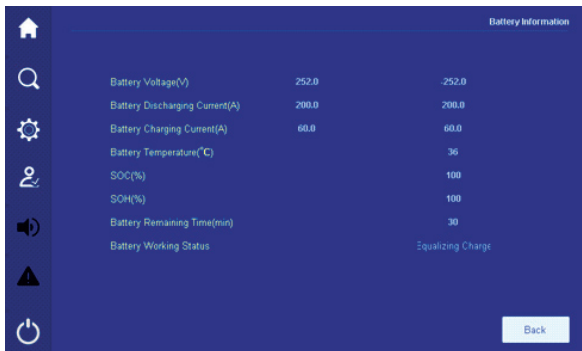 Battery Information
Battery Voltage(V) 252.0 -252.0
Battery Discharging Current(A) 200.0 200.0
Battery Charging Current(A) 60.0 60.0
Battery Temperature(°C) 36
SOC(%) 100
SOH(%) 100
Battery Remaining Time(min) 30
Battery Working Status Equalizing Charge
Back